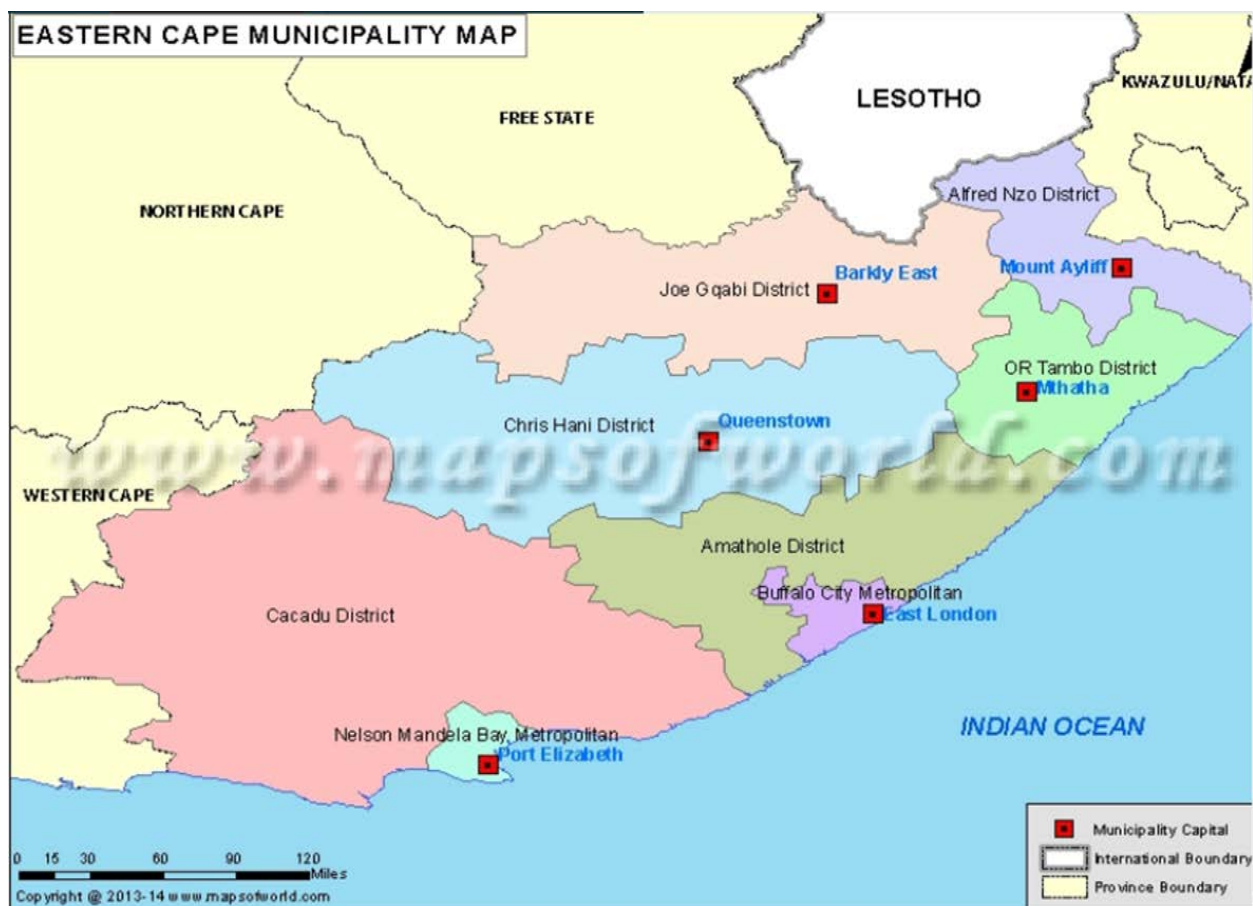 EASTERN CAPE MUNICIPALITY MAP
LESOTHO
KWAZULU/NATA
FREE STATE
NORTHERN CAPE
Alfred Nzo District
Mount Ayliff
Barkly East
Joe Gqabi District
OR Tambo District
Mthatha
Queenstown
Chris Hani District
www.mapsofworld.com
WESTERN CAPE
Amathole District
Buffalo City Metropolitan
East London
Cacadu District
Nelson Mandela Bay, Metropolitan
Port Elizabeth
INDIAN OCEAN
Municipality Capital
International Boundary
Province Boundary
0 15 30 60 90 120
Miles
Copyright @ 2013-14 www.mapsofworld.com